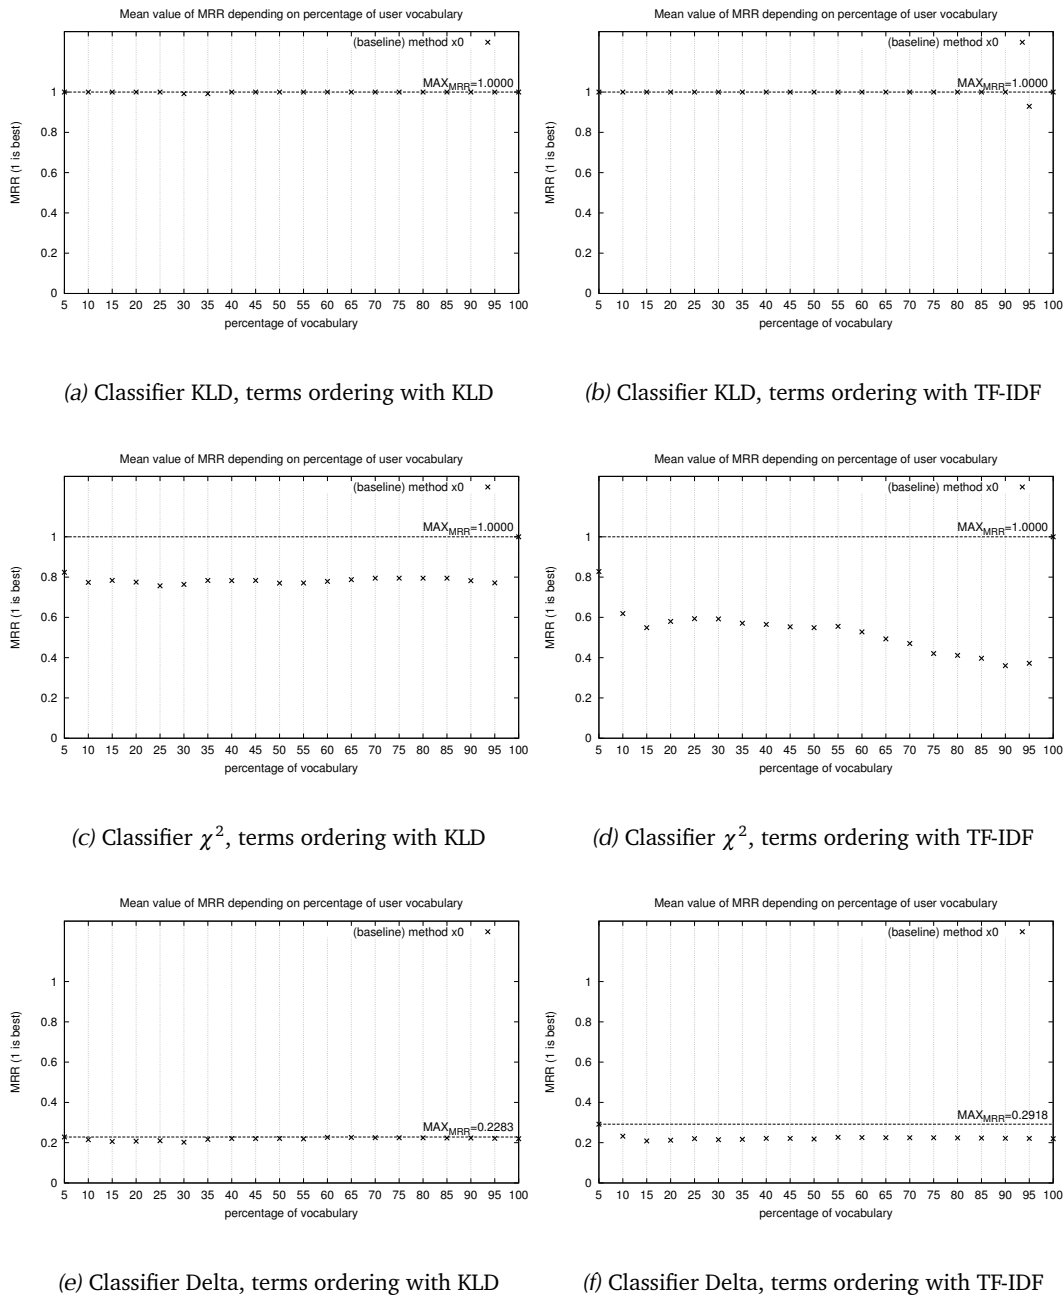 Mean value of MRR depending on percentage of user vocabulary
(baseline) method x0
MAX_MRR=1.0000
1
0.8
0.6
0.4
0.2
0
MRR (1 is best)
5 10 15 20 25 30 35 40 45 50 55 60 65 70 75 80 85 90 95 100
percentage of vocabulary
(a) Classifier KLD, terms ordering with KLD
Mean value of MRR depending on percentage of user vocabulary
(baseline) method x0
MAX_MRR=1.0000
1
0.8
0.6
0.4
0.2
0
MRR (1 is best)
5 10 15 20 25 30 35 40 45 50 55 60 65 70 75 80 85 90 95 100
percentage of vocabulary
(b) Classifier KLD, terms ordering with TF-IDF
Mean value of MRR depending on percentage of user vocabulary
(baseline) method x0
MAX_MRR=1.0000
1
0.8
0.6
0.4
0.2
0
MRR (1 is best)
5 10 15 20 25 30 35 40 45 50 55 60 65 70 75 80 85 90 95 100
percentage of vocabulary
(c) Classifier χ², terms ordering with KLD
Mean value of MRR depending on percentage of user vocabulary
(baseline) method x0
MAX_MRR=1.0000
1
0.8
0.6
0.4
0.2
0
MRR (1 is best)
5 10 15 20 25 30 35 40 45 50 55 60 65 70 75 80 85 90 95 100
percentage of vocabulary
(d) Classifier χ², terms ordering with TF-IDF
Mean value of MRR depending on percentage of user vocabulary
(baseline) method x0
1
0.8
0.6
0.4
MAX_MRR=0.2283
0.2
0
MRR (1 is best)
5 10 15 20 25 30 35 40 45 50 55 60 65 70 75 80 85 90 95 100
percentage of vocabulary
(e) Classifier Delta, terms ordering with KLD
Mean value of MRR depending on percentage of user vocabulary
(baseline) method x0
1
0.8
0.6
0.4
MAX_MRR=0.2918
0.2
0
MRR (1 is best)
5 10 15 20 25 30 35 40 45 50 55 60 65 70 75 80 85 90 95 100
percentage of vocabulary
(f) Classifier Delta, terms ordering with TF-IDF